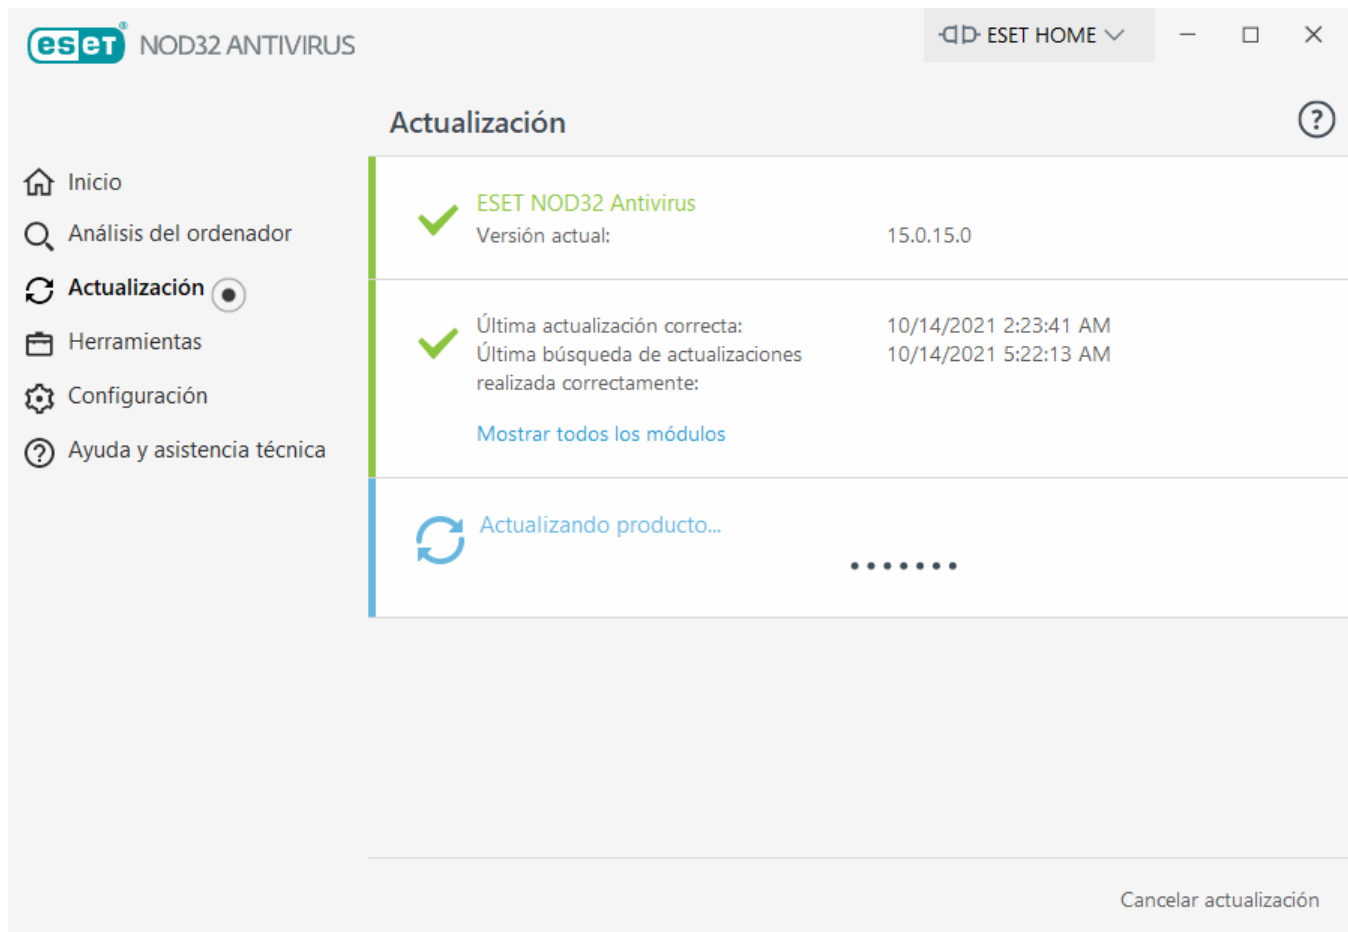 eseT® NOD32 ANTIVIRUS
ESET HOME
Actualización
Inicio
Análisis del ordenador
Actualización
Herramientas
Configuración
Ayuda y asistencia técnica
ESET NOD32 Antivirus
Versión actual: 15.0.15.0
Última actualización correcta: 10/14/2021 2:23:41 AM
Última búsqueda de actualizaciones 10/14/2021 5:22:13 AM
realizada correctamente:
Mostrar todos los módulos
Actualizando producto...
Cancelar actualización